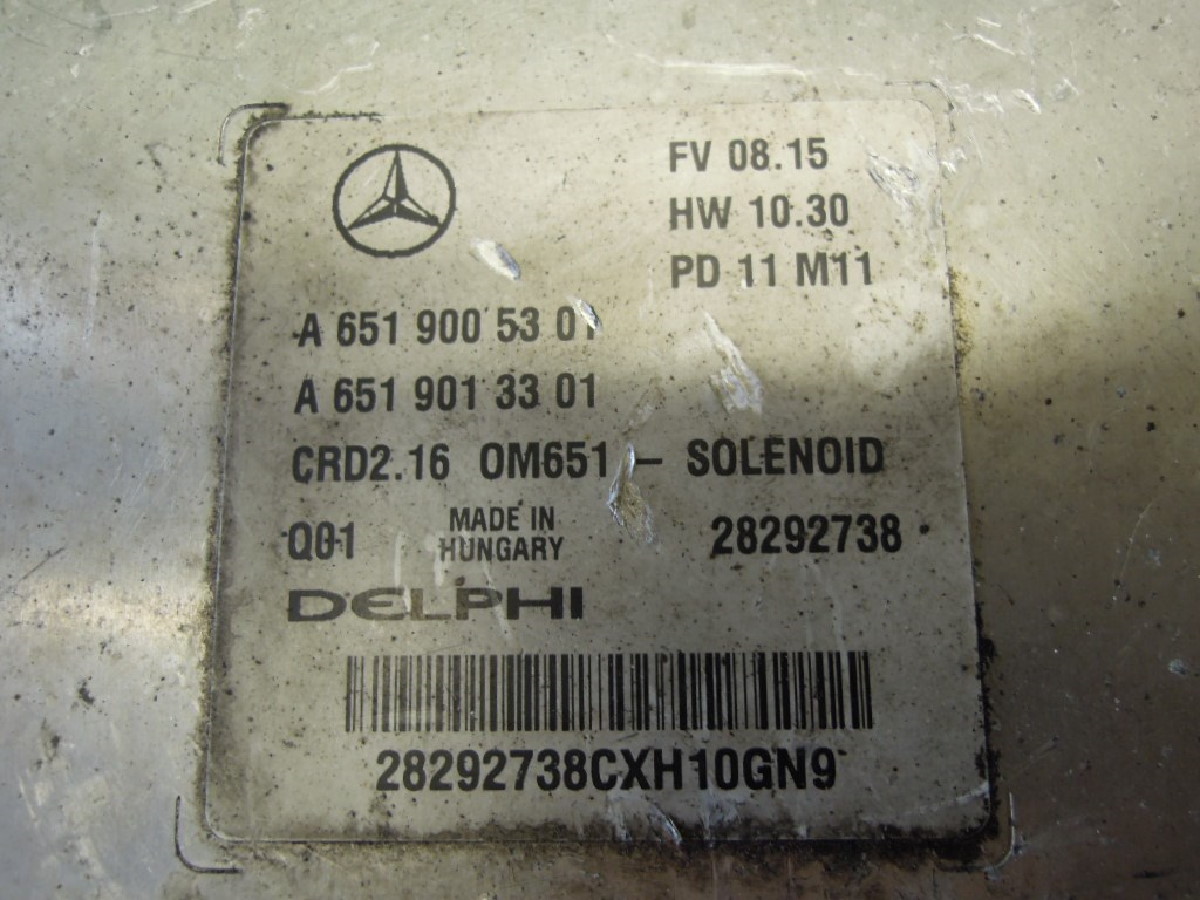 FV 08.15
HW 10.30
PD 11 M11
A 651 900 53 01
A 651 901 33 01
CRD2.16 OM651 – SOLENOID
Q01 MADE IN HUNGARY 28292738
DELPHI
28292738CXH10GN9